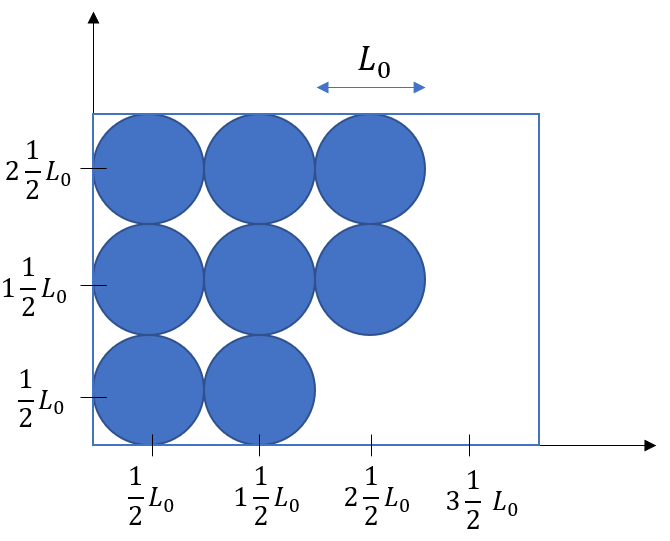 L₀
2 1/2 L₀
1 1/2 L₀
1/2 L₀
1/2 L₀ 1 1/2 L₀ 2 1/2 L₀ 3 1/2 L₀